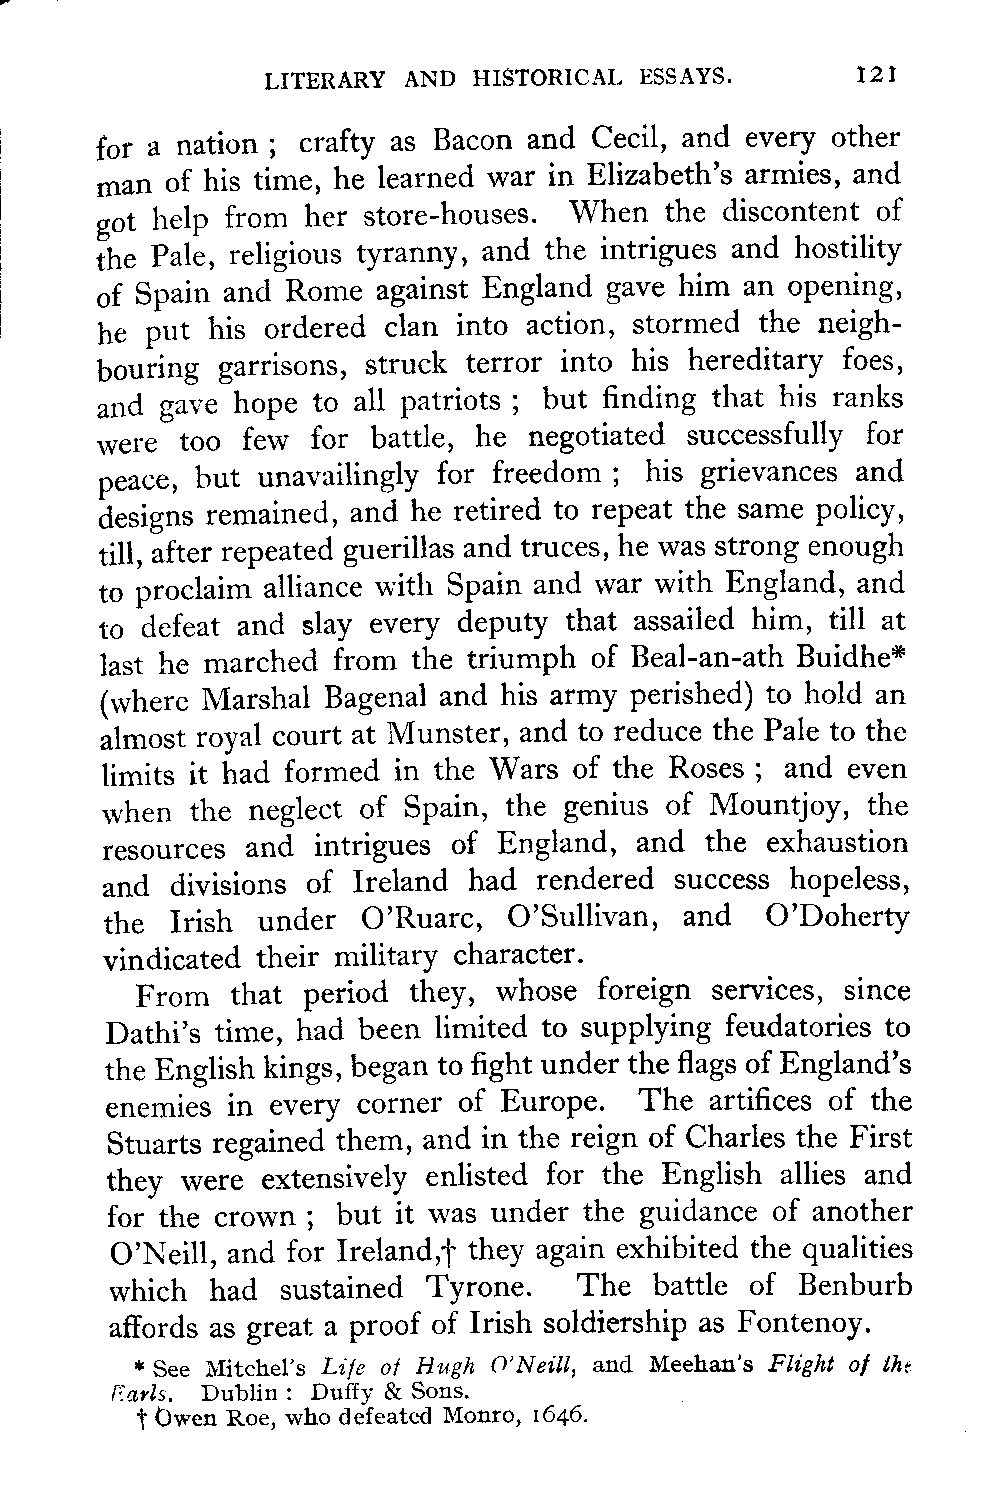 LITERARY AND HISTORICAL ESSAYS. 121
for a nation ; crafty as Bacon and Cecil, and every other
man of his time, he learned war in Elizabeth's armies, and
got help from her store-houses. When the discontent of
the Pale, religious tyranny, and the intrigues and hostility
of Spain and Rome against England gave him an opening,
he put his ordered clan into action, stormed the neigh-
bouring garrisons, struck terror into his hereditary foes,
and gave hope to all patriots ; but finding that his ranks
were too few for battle, he negotiated successfully for
peace, but unavailingly for freedom ; his grievances and
designs remained, and he retired to repeat the same policy,
till, after repeated guerillas and truces, he was strong enough
to proclaim alliance with Spain and war with England, and
to defeat and slay every deputy that assailed him, till at
last he marched from the triumph of Beal-an-ath Buidhe*
(where Marshal Bagenal and his army perished) to hold an
almost royal court at Munster, and to reduce the Pale to the
limits it had formed in the Wars of the Roses ; and even
when the neglect of Spain, the genius of Mountjoy, the
resources and intrigues of England, and the exhaustion
and divisions of Ireland had rendered success hopeless,
the Irish under O'Ruarc, O'Sullivan, and O'Doherty
vindicated their military character.
From that period they, whose foreign services, since
Dathi's time, had been limited to supplying feudatories to
the English kings, began to fight under the flags of England's
enemies in every corner of Europe. The artifices of the
Stuarts regained them, and in the reign of Charles the First
they were extensively enlisted for the English allies and
for the crown ; but it was under the guidance of another
O'Neill, and for Ireland,† they again exhibited the qualities
which had sustained Tyrone. The battle of Benburb
affords as great a proof of Irish soldiership as Fontenoy.
* See Mitchel's Life of Hugh O'Neill, and Meehan's Flight of the
Earls. Dublin : Duffy & Sons.
† Owen Roe, who defeated Monro, 1646.